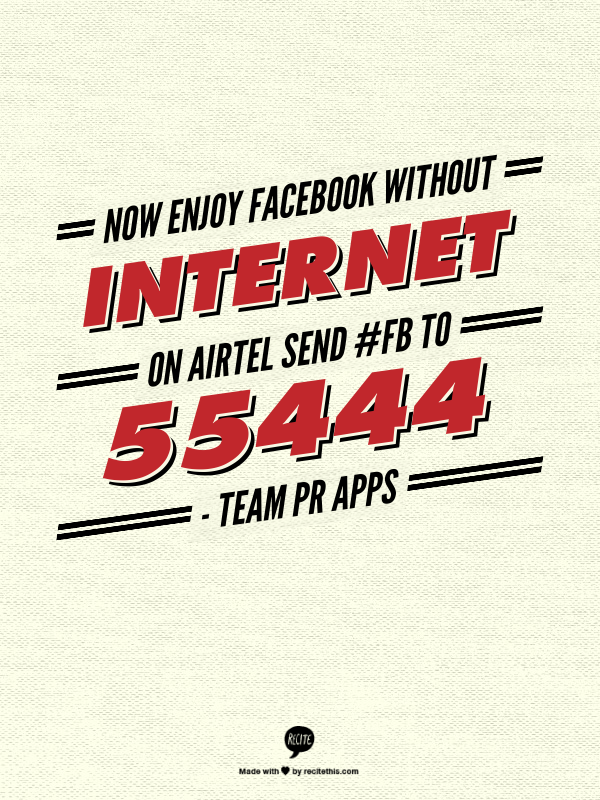 NOW ENJOY FACEBOOK WITHOUT
INTERNET
ON AIRTEL SEND #FB TO
55444
- TEAM PR APPS
RECITE
Made with ♥ by recitethis.com